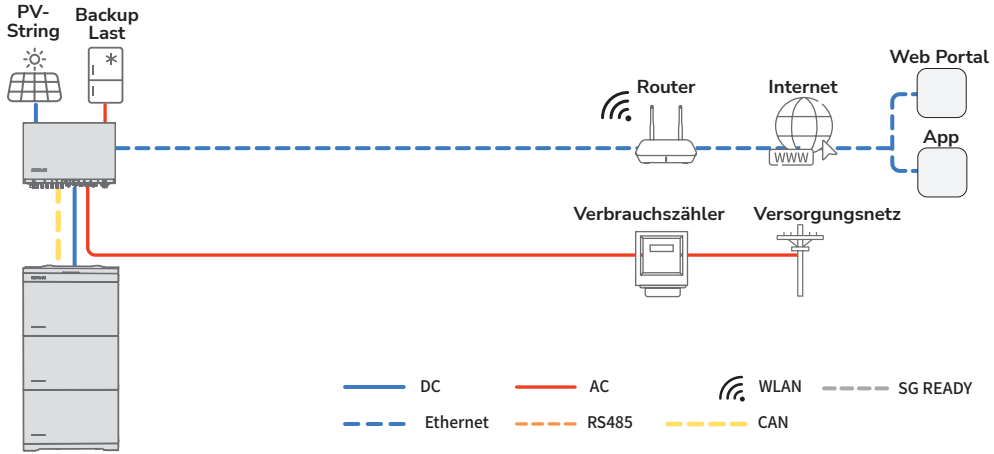 PV-
String
Backup
Last
Router
Internet
Web Portal
WWW
App
Verbrauchszähler
Versorgungsnetz
DC
AC
WLAN
SG READY
Ethernet
RS485
CAN